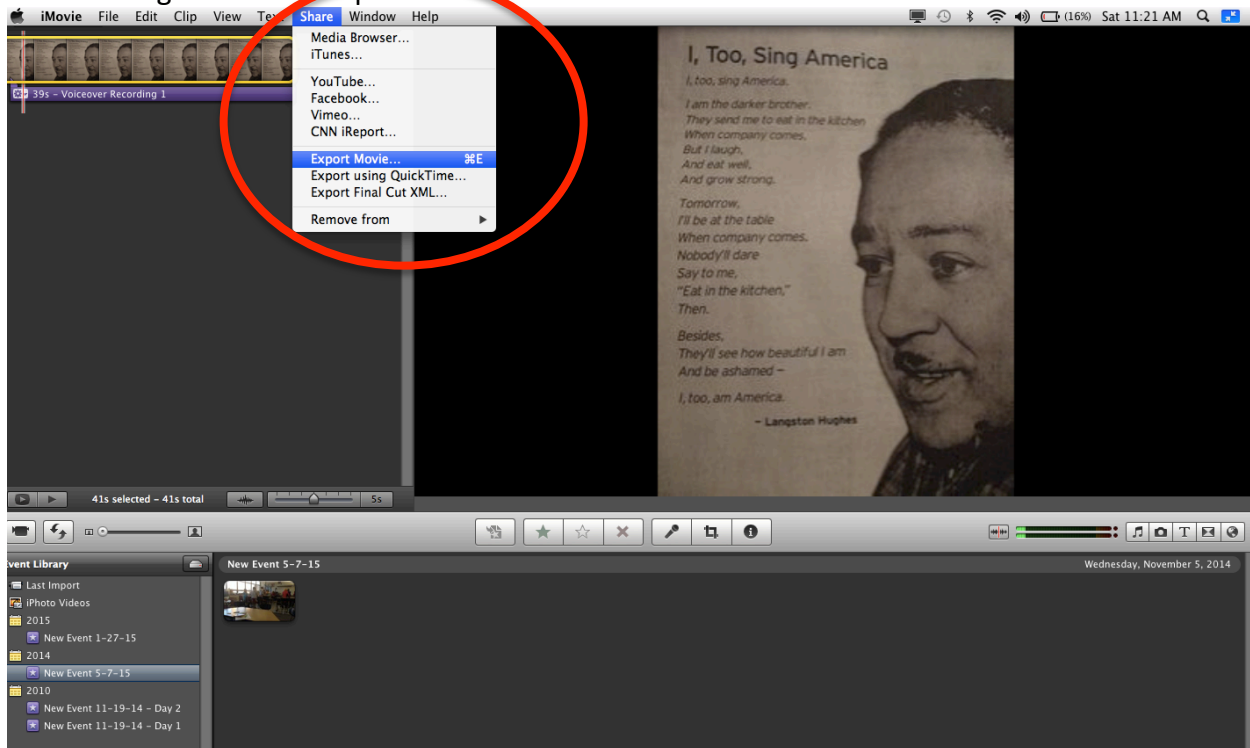 iMovie File Edit Clip View Tex Share Window Help
(16%) Sat 11:21 AM
Media Browser...
iTunes...
YouTube...
Facebook...
Vimeo...
CNN iReport...
Export Movie... ⌘E
Export using QuickTime...
Export Final Cut XML...
Remove from
39s – Voiceover Recording 1
I, Too, Sing America
I, too, sing America.
I am the darker brother.
They send me to eat in the kitchen
When company comes,
But I laugh,
And eat well,
And grow strong.
Tomorrow,
I'll be at the table
When company comes.
Nobody'll dare
Say to me,
"Eat in the kitchen,"
Then.
Besides,
They'll see how beautiful I am
And be ashamed –
I, too, am America.
– Langston Hughes
41s selected – 41s total
5s
T
vent Library
Last Import
iPhoto Videos
2015
New Event 1-27-15
2014
New Event 5-7-15
2010
New Event 11-19-14 – Day 2
New Event 11-19-14 – Day 1
New Event 5-7-15
Wednesday, November 5, 2014